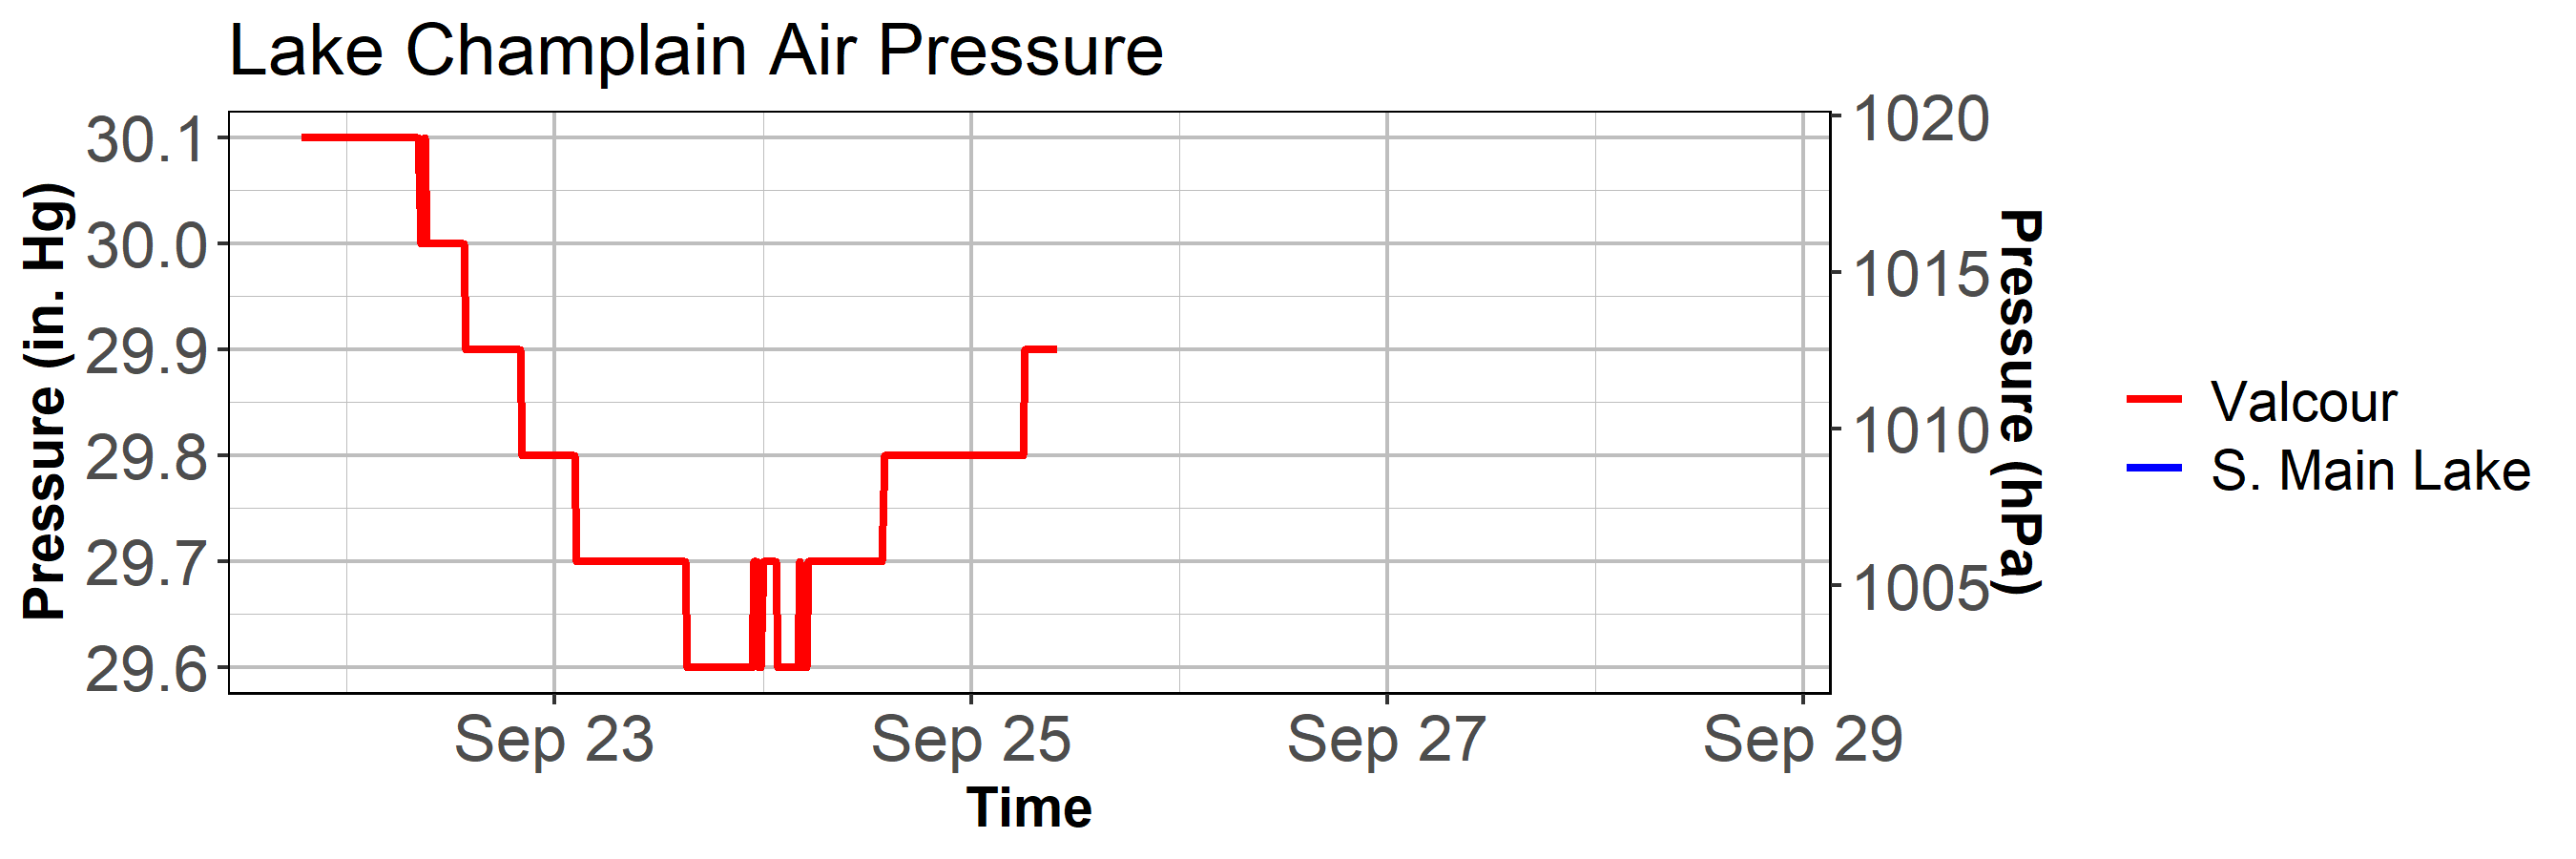 Lake Champlain Air Pressure
Pressure (in. Hg)
30.1
30.0
29.9
29.8
29.7
29.6
1020
1015
1010
1005
Pressure (hPa)
Sep 23 Sep 25 Sep 27 Sep 29
Time
Valcour
S. Main Lake